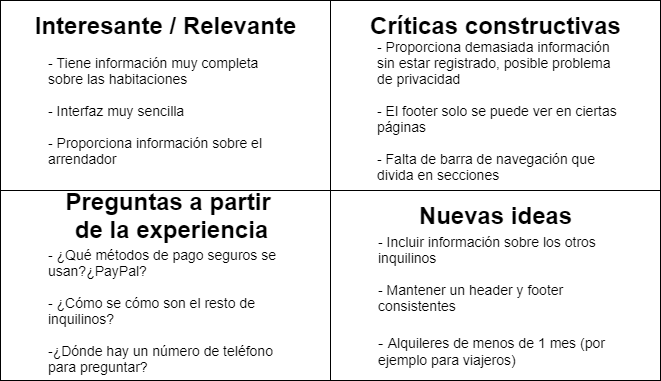 Interesante / Relevante
- Tiene información muy completa
sobre las habitaciones
- Interfaz muy sencilla
- Proporciona información sobre el
arrendador
Críticas constructivas
- Proporciona demasiada información
sin estar registrado, posible problema
de privacidad
- El footer solo se puede ver en ciertas
páginas
- Falta de barra de navegación que
divida en secciones
Preguntas a partir
de la experiencia
- ¿Qué métodos de pago seguros se
usan?¿PayPal?
- ¿Cómo se cómo son el resto de
inquilinos?
-¿Dónde hay un número de teléfono
para preguntar?
Nuevas ideas
- Incluir información sobre los otros
inquilinos
- Mantener un header y footer
consistentes
- Alquileres de menos de 1 mes (por
ejemplo para viajeros)